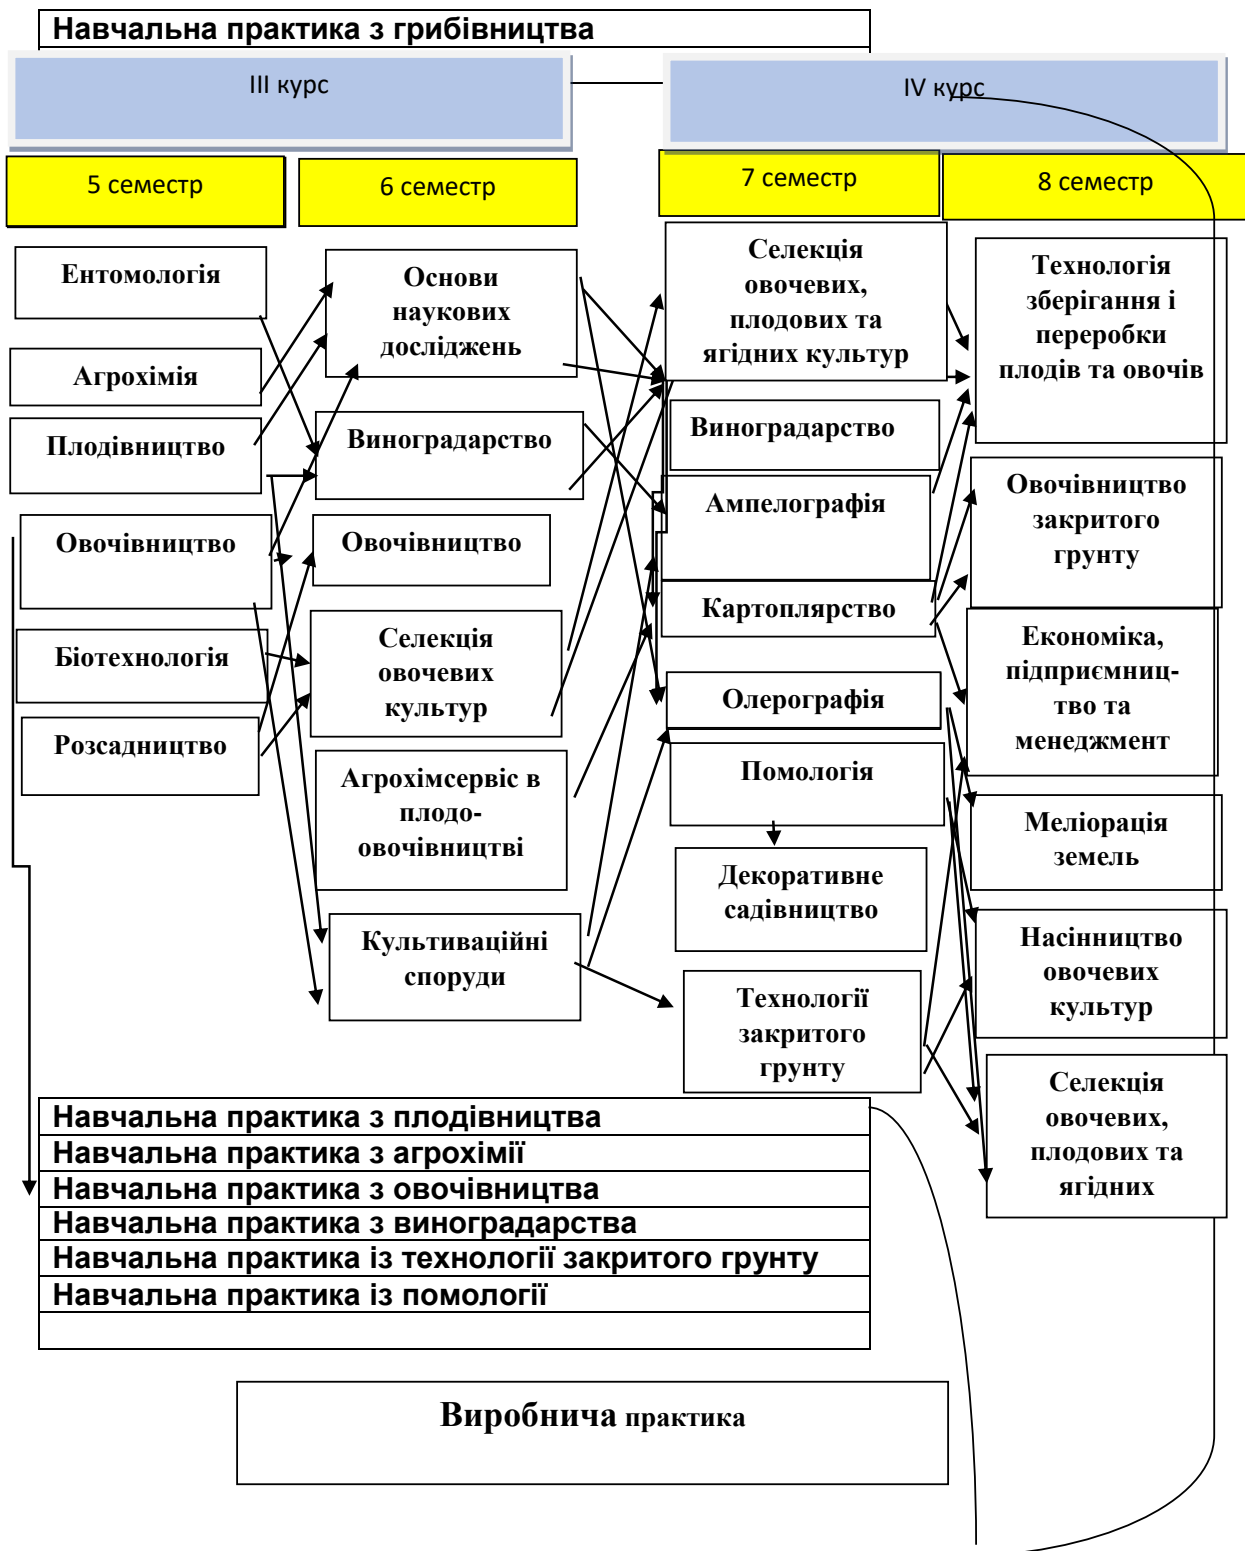 Навчальна практика з грибівництва
III курс
IV курс
5 семестр
6 семестр
7 семестр
8 семестр
Ентомологія
Агрохімія
Плодівництво
Овочівництво
Біотехнологія
Розсадництво
Основи
наукових
досліджень
Виноградарство
Овочівництво
Селекція
овочевих
культур
Агрохімсервіс в
плодо-
овочівництві
Культиваційні
споруди
Селекція
овочевих,
плодових та
ягідних культур
Виноградарство
Ампелографія
Картоплярство
Олерографія
Помологія
Декоративне
садівництво
Технології
закритого
грунту
Технологія
зберігання і
переробки
плодів та овочів
Овочівництво
закритого
грунту
Економіка,
підприємниц-
тво та
менеджмент
Меліорація
земель
Насінництво
овочевих
культур
Селекція
овочевих,
плодових та
ягідних
Навчальна практика з плодівництва
Навчальна практика з агрохімії
Навчальна практика з овочівництва
Навчальна практика з виноградарства
Навчальна практика із технології закритого грунту
Навчальна практика із помології
Виробнича практика